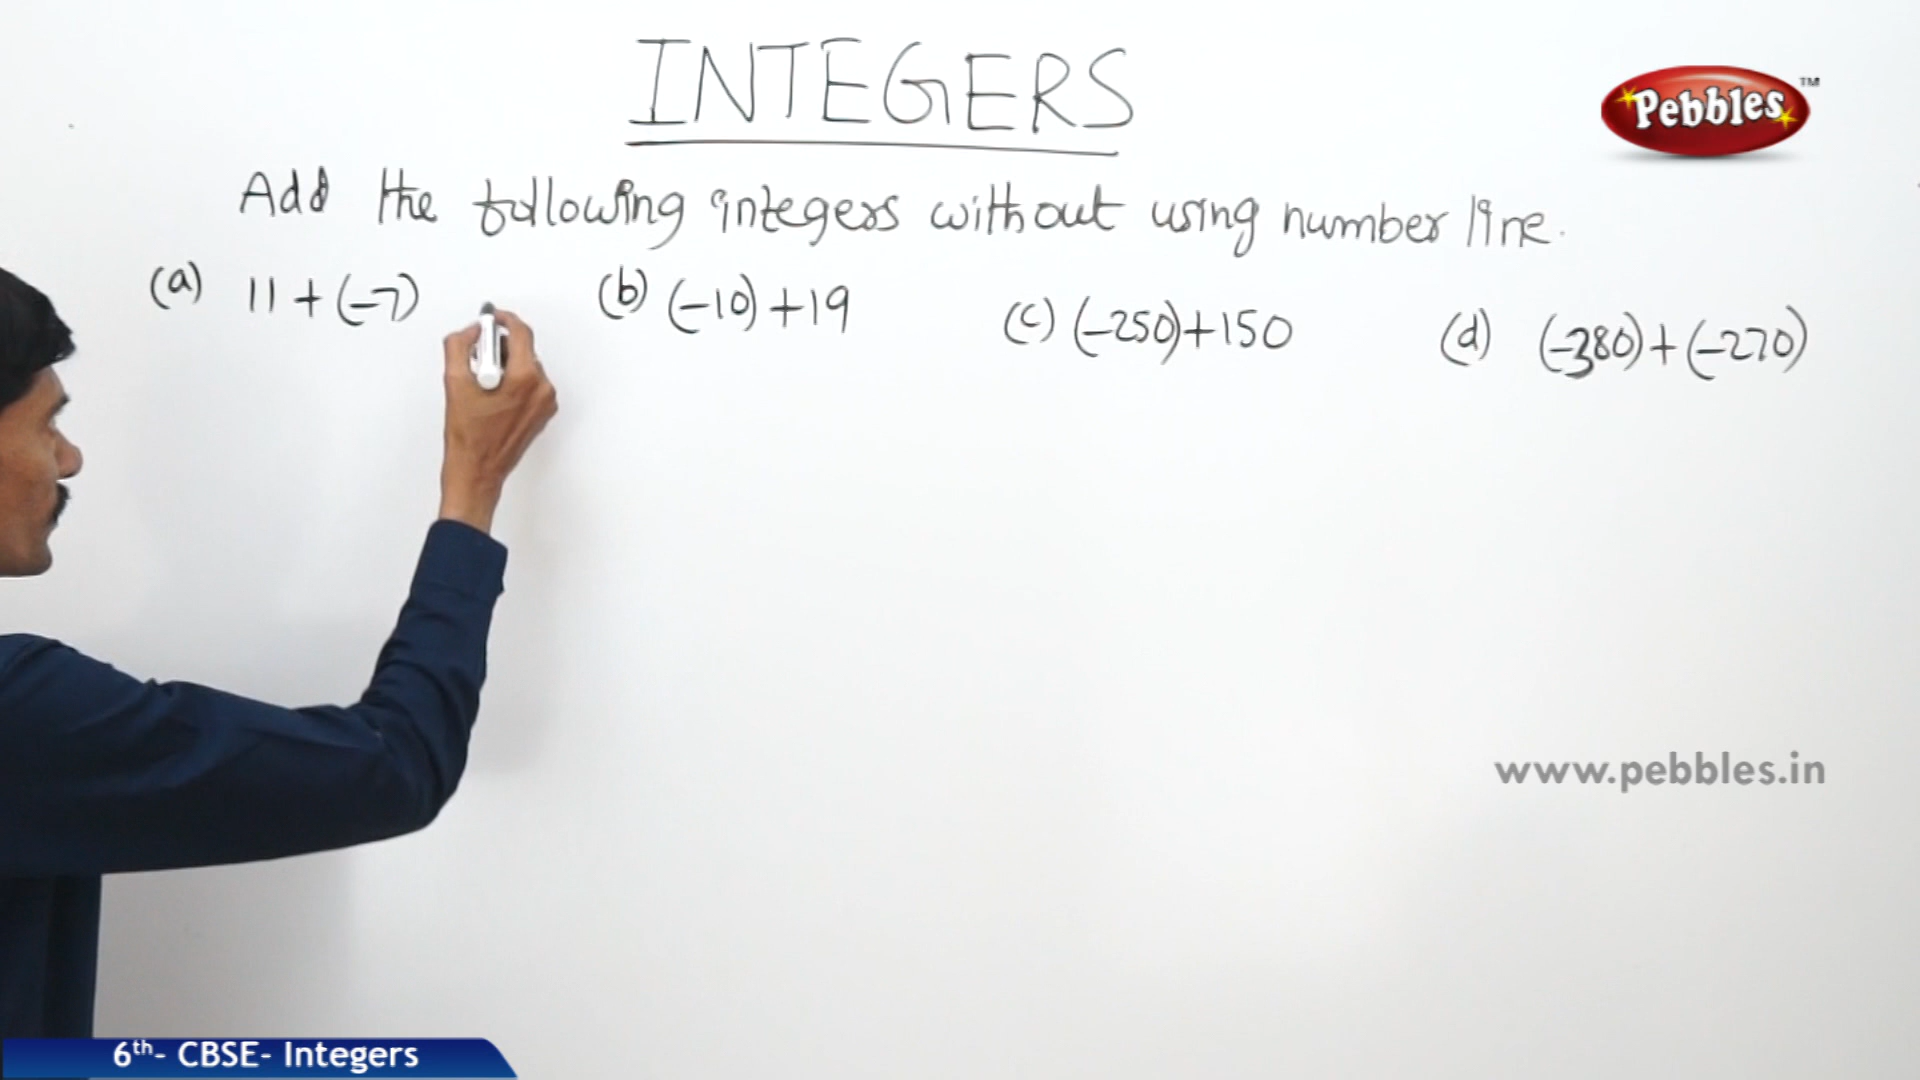 INTEGERS
Pebbles™
Add the following integers without using number line.
(a) 11 + (-7) (b) (-10) + 19 (c) (-250) + 150 (d) (-380) + (-270)
www.pebbles.in
6th- CBSE- Integers